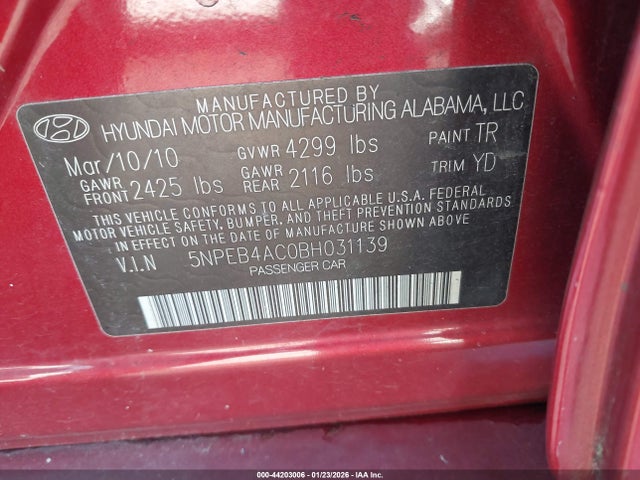 MANUFACTURED BY
HYUNDAI MOTOR MANUFACTURING ALABAMA, LLC
Mar/10/10 GVWR 4299 lbs PAINT TR
GAWR FRONT 2425 lbs GAWR REAR 2116 lbs TRIM YD
THIS VEHICLE CONFORMS TO ALL APPLICABLE U.S.A. FEDERAL
MOTOR VEHICLE SAFETY, BUMPER, AND THEFT PREVENTION STANDARDS
IN EFFECT ON THE DATE OF MANUFACTURE SHOWN ABOVE
V.I.N 5NPEB4AC0BH031139
PASSENGER CAR
000-44203006 - 01/23/2026 - IAA Inc.